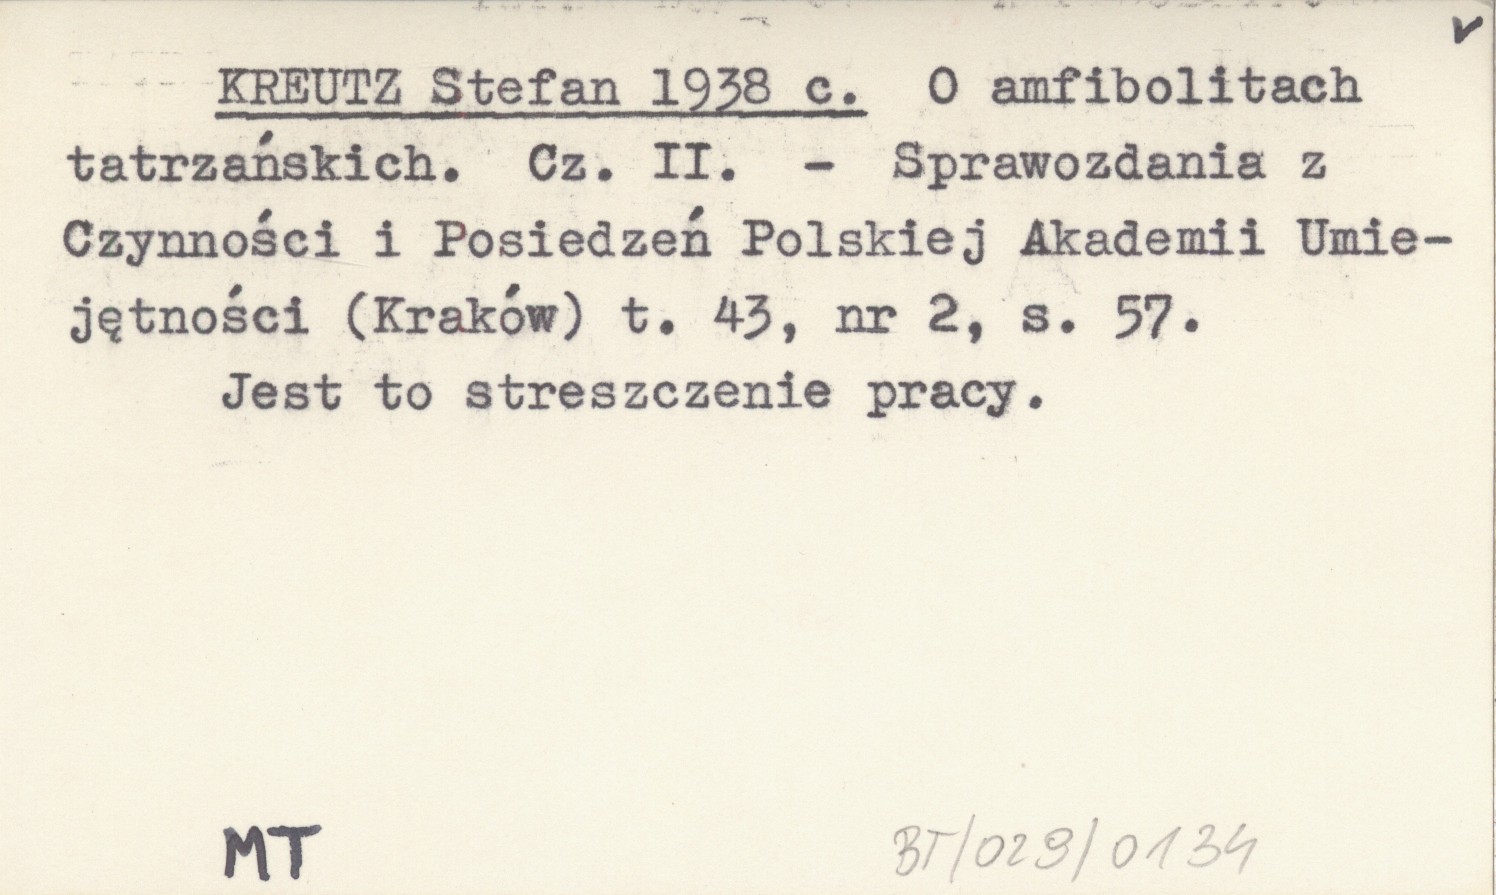 KREUTZ Stefan 1938 c. O amfibolitach
tatrzańskich. Cz. II. - Sprawozdania z
Czynności i Posiedzeń Polskiej Akademii Umie-
jętności (Kraków) t. 43, nr 2, s. 57.
Jest to streszczenie pracy.
MT
BT/029/0134